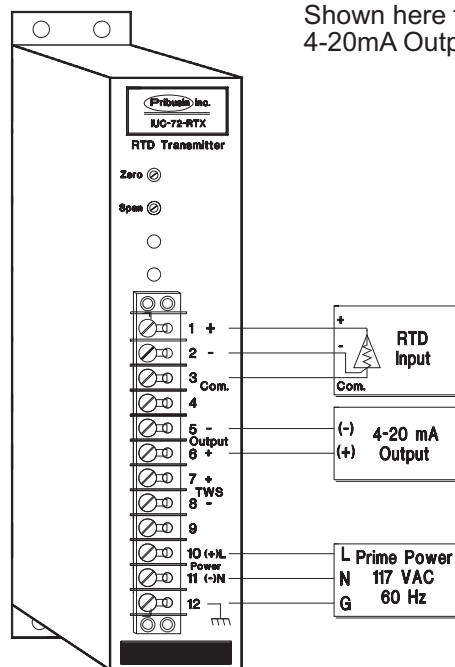 Shown here
4-20mA Outp
Pribusin Inc.
IUC-72-RTX
RTD Transmitter
Zero
Span
1 +
2 -
3 Com.
4
5 -
Output
6 +
7 +
TWS
8 -
9
10 (+)L
Power
11 (-)N
12
+
-
Com.
RTD
Input
(-)
(+)
4-20 mA
Output
L Prime Power
N 117 VAC
G 60 Hz